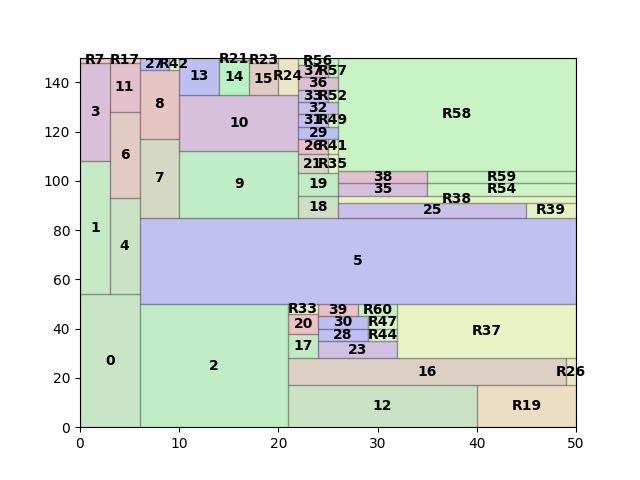 R7 R17 27 R42 R21 R23 R56
140 13 14 15 R24 37 R57
11 8 36
3 33 R52 R58
120 32
10 31 R49
29
6 26 R41
21 R35
100 7 9 19 38 R59
35 R54
R38
18 25 R39
80 1
4
5
60
R33 39 R60
40 20 30 R47 R37
28 R44
17 23
0 2
20 16 R26
12 R19
0
0 10 20 30 40 50